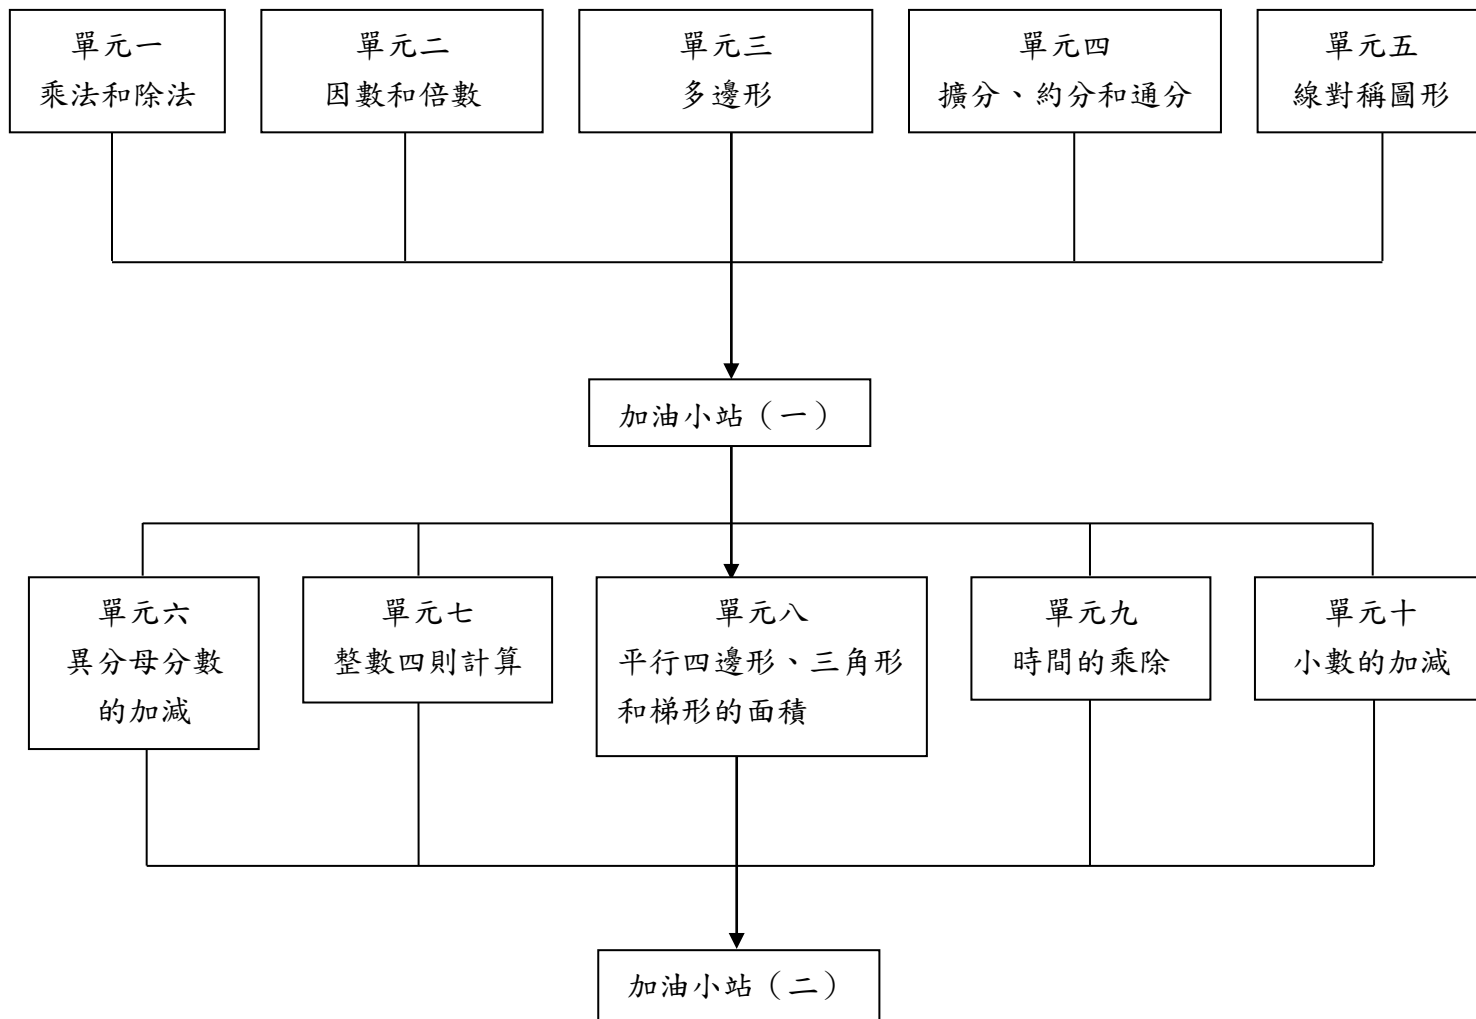 單元一
乘法和除法
單元二
因數和倍數
單元三
多邊形
單元四
擴分、約分和通分
單元五
線對稱圖形
加油小站（一）
單元六
異分母分數
的加減
單元七
整數四則計算
單元八
平行四邊形、三角形
和梯形的面積
單元九
時間的乘除
單元十
小數的加減
加油小站（二）